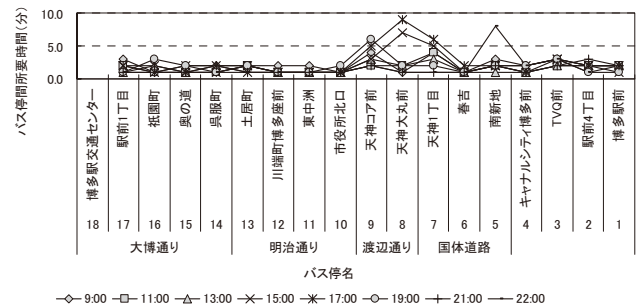 バス停間所要時間(分)
10.0
5.0
0.0
博多駅交通センター
駅前1丁目
祇園町
奥の道
呉服町
土居町
川端町博多座前
東中洲
市役所北口
天神コア前
天神大丸前
天神1丁目
春吉
南新地
キャナルシティ博多前
TVQ前
駅前4丁目
博多駅前
18 17 16 15 14 13 12 11 10 9 8 7 6 5 4 3 2 1
大博通り 明治通り 渡辺通り 国体道路
バス停名
9:00 11:00 13:00 15:00 17:00 19:00 21:00 22:00